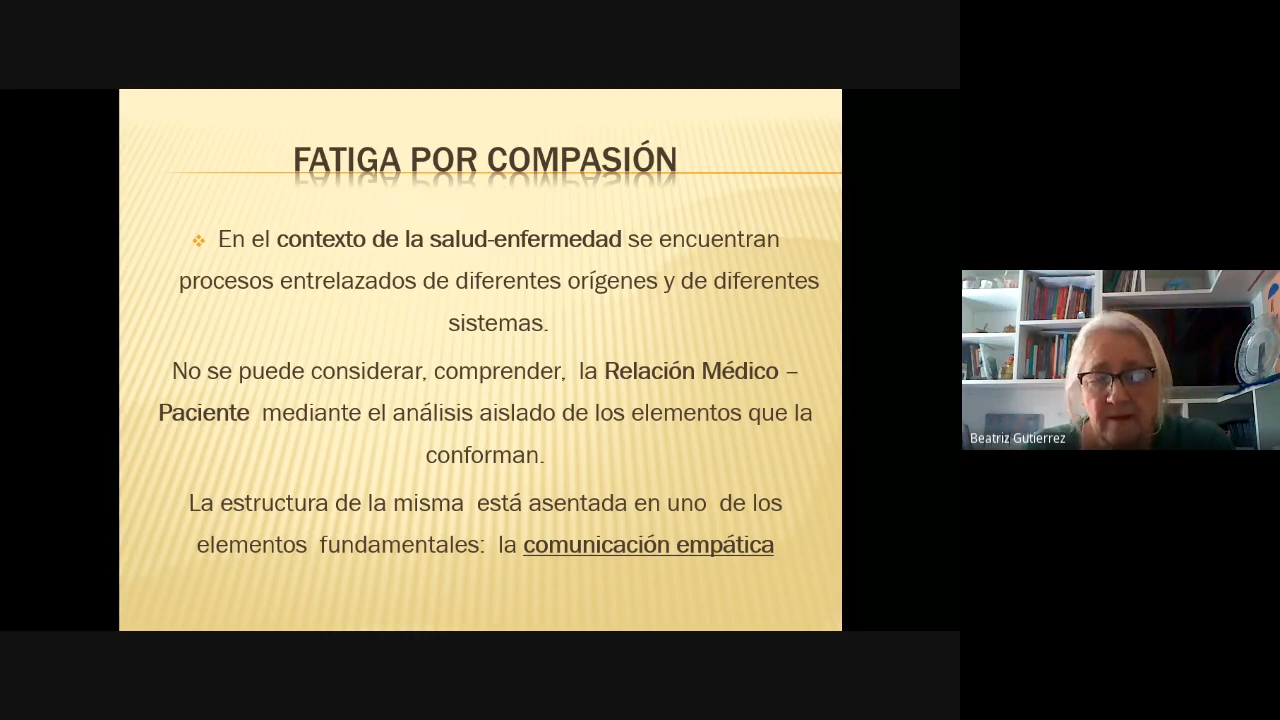 FATIGA POR COMPASIÓN
En el contexto de la salud-enfermedad se encuentran
procesos entrelazados de diferentes orígenes y de diferentes
sistemas.
No se puede considerar, comprender, la Relación Médico –
Paciente mediante el análisis aislado de los elementos que la
conforman.
La estructura de la misma está asentada en uno de los
elementos fundamentales: la comunicación empática
Beatriz Gutierrez